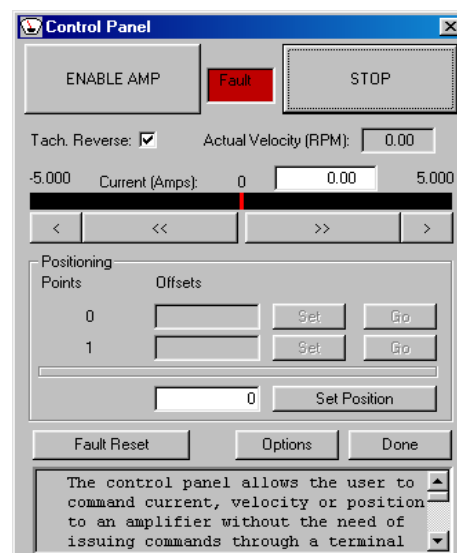 Control Panel
ENABLE AMP Fault STOP
Tach. Reverse: Actual Velocity (RPM): 0.00
-5.000 Current (Amps): 0 0.00 5.000
< << >> >
Positioning
Points Offsets
0 Set Go
1 Set Go
0 Set Position
Fault Reset Options Done
The control panel allows the user to
command current, velocity or position
to an amplifier without the need of
issuing commands through a terminal